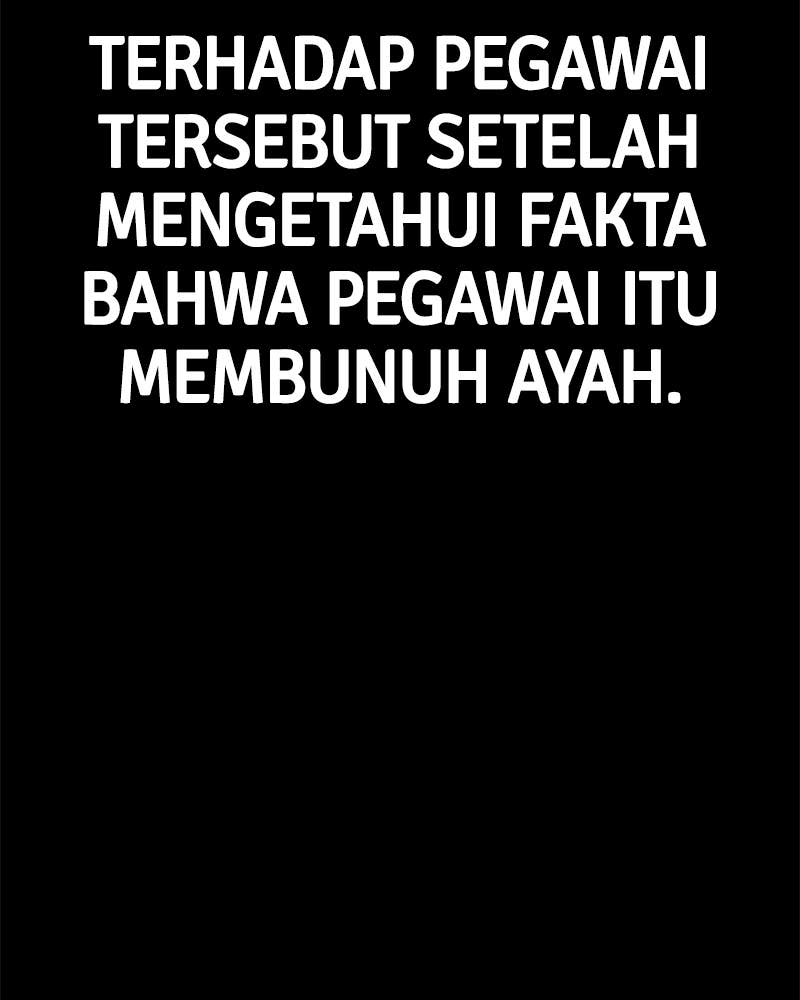 TERHADAP PEGAWAI
TERSEBUT SETELAH
MENGETAHUI FAKTA
BAHWA PEGAWAI ITU
MEMBUNUH AYAH.